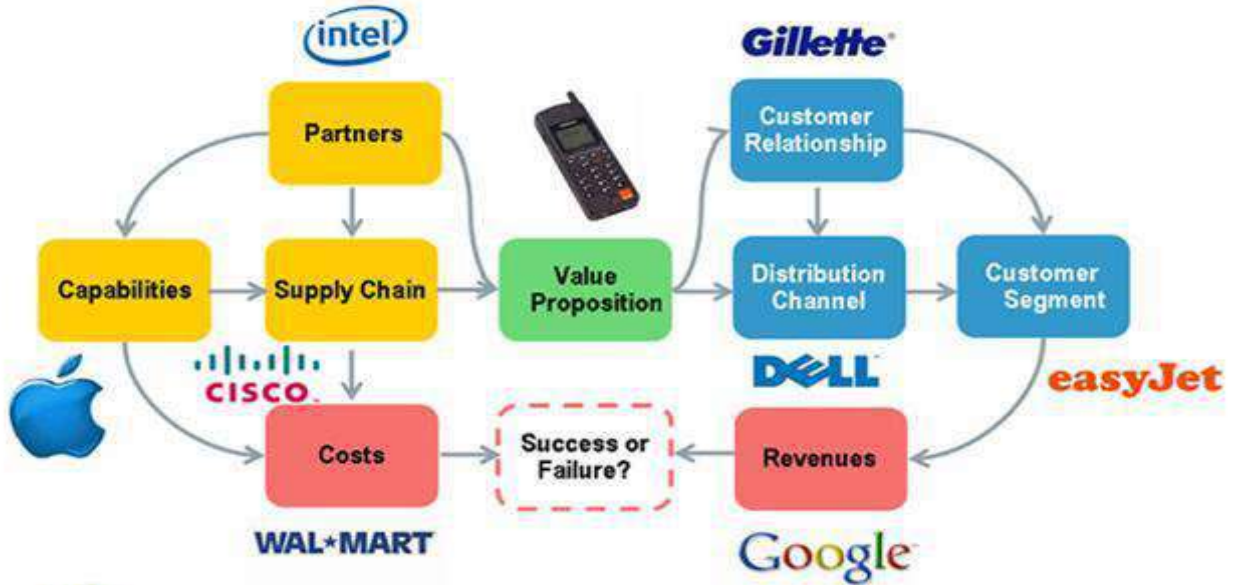 intel
Gillette
Partners
Customer
Relationship
Capabilities
Supply Chain
Value
Proposition
Distribution
Channel
Customer
Segment
CISCO
DELL
easyJet
Costs
Success or
Failure?
Revenues
WAL★MART
Google